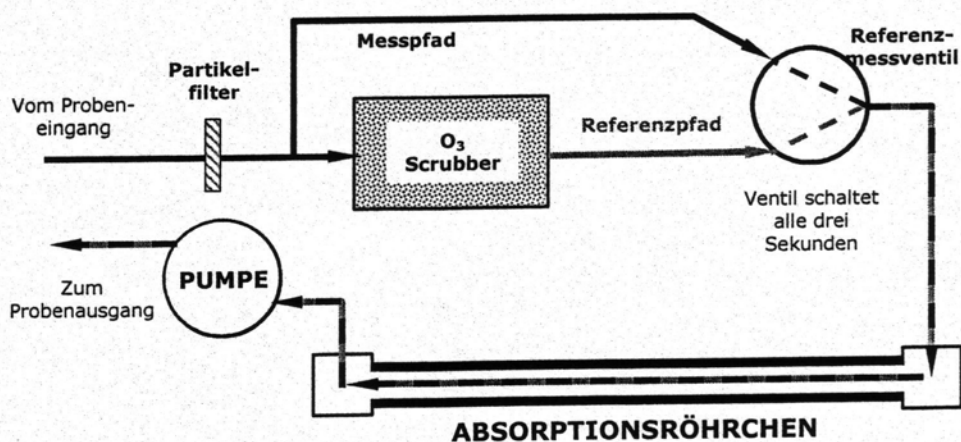 Messpfad
Referenz-
messventil
Partikel-
filter
Vom Proben-
eingang
O₃
Scrubber
Referenzpfad
Ventil schaltet
alle drei
Sekunden
PUMPE
Zum
Probenausgang
ABSORPTIONSRÖHRCHEN